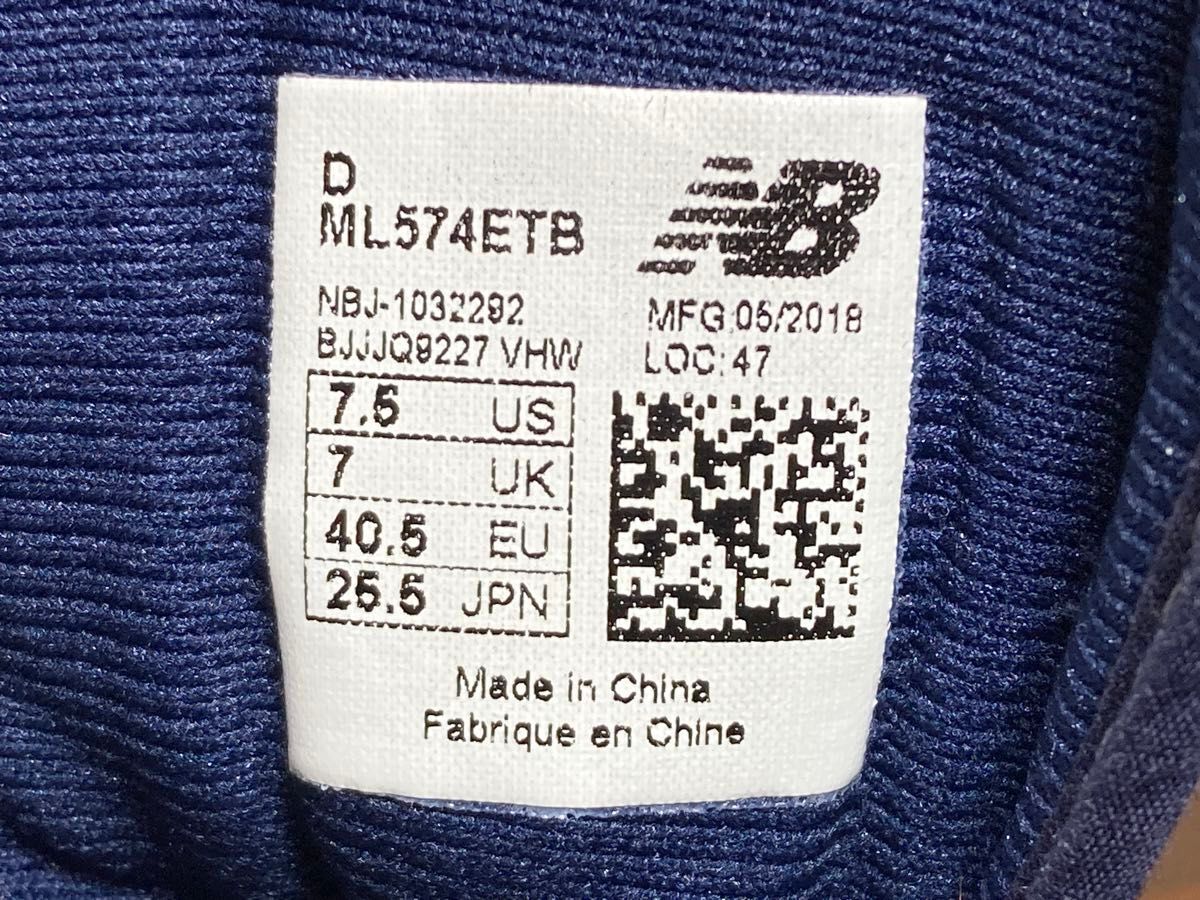 D
ML574ETB
NBJ-1032292
BJJJQ9227 VHW
MFG:05/2018
LOC:47
7.5 US
7 UK
40.5 EU
25.5 JPN
Made in China
Fabrique en Chine